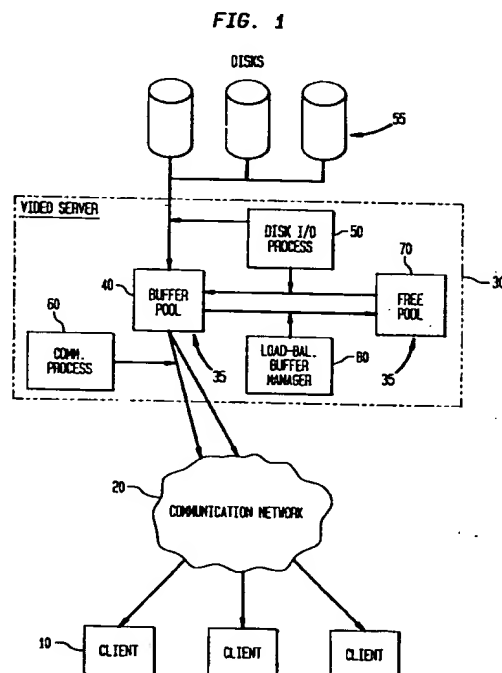 FIG. 1
DISKS
55
VIDEO SERVER
DISK I/O
PROCESS
50
70
40
BUFFER
POOL
FREE
POOL
30
60
COMM.
PROCESS
35
LOAD-BAL.
BUFFER
MANAGER
80
35
20
COMMUNICATION NETWORK
10
CLIENT
CLIENT
CLIENT